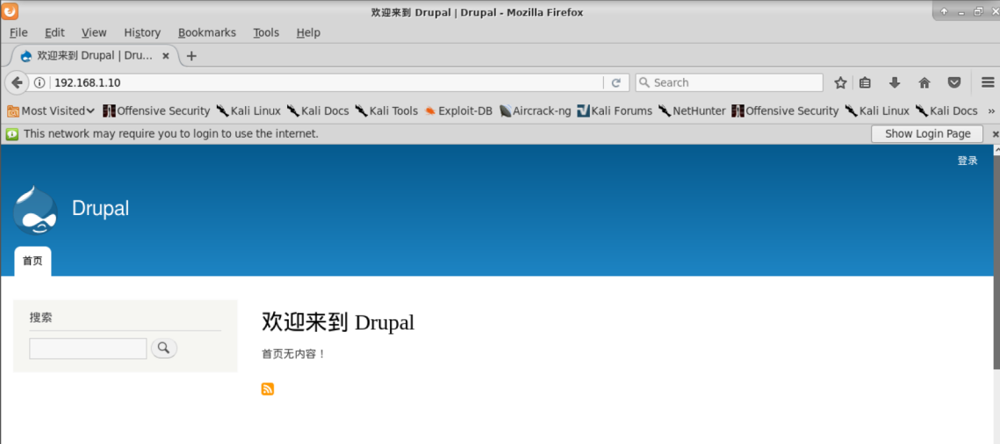 欢迎来到 Drupal | Drupal - Mozilla Firefox
File Edit View History Bookmarks Tools Help
欢迎来到 Drupal | Dru...
192.168.1.10 Search
Most Visited Offensive Security Kali Linux Kali Docs Kali Tools Exploit-DB Aircrack-ng Kali Forums NetHunter Offensive Security Kali Linux Kali Docs »
This network may require you to login to use the internet. Show Login Page
登录
Drupal
首页
搜索
欢迎来到 Drupal
首页无内容！